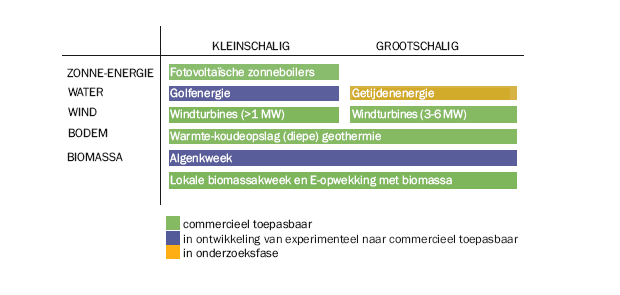 KLEINSCHALIG GROOTSCHALIG
ZONNE-ENERGIE Fotovoltaïsche zonneboilers
WATER Golfenergie Getijdenenergie
WIND Windturbines (>1 MW) Windturbines (3-6 MW)
BODEM Warmte-koudeopslag (diepe) geothermie
BIOMASSA Algenkweek
Lokale biomassakweek en E-opwekking met biomassa
commercieel toepasbaar
in ontwikkeling van experimenteel naar commercieel toepasbaar
in onderzoeksfase